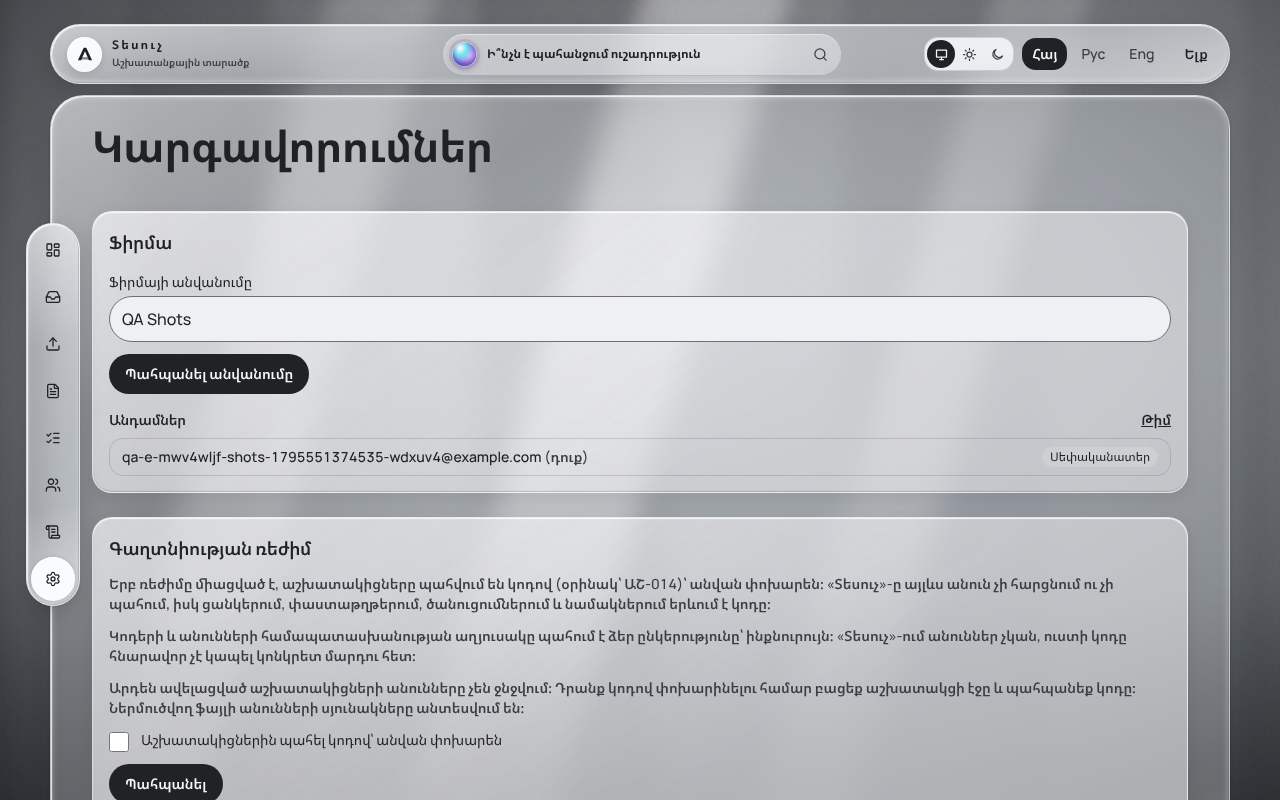 Տեսուչ
Աշխատանքային տարածք
Ի՞նչն է պահանջում ուշադրություն
Հայ
Рус
Eng
Ելք
Կարգավորումներ
Ֆիրմա
Ֆիրմայի անվանումը
QA Shots
Պահպանել անվանումը
Անդամներ
Թիմ
qa-e-mwv4wljf-shots-1795551374535-wdxuv4@example.com (դուք)
Սեփականատեր
Գաղտնիության ռեժիմ
Երբ ռեժիմը միացված է, աշխատակիցները պահվում են կոդով (օրինակ՝ ԱՇ-014)՝ անվան փոխարեն։ «Տեսուչ»-ը այլևս անուն չի հարցնում ու չի
պահում, իսկ ցանկերում, փաստաթղթերում, ծանուցումներում և նամակներում երևում է կոդը։
Կոդերի և անունների համապատասխանության աղյուսակը պահում է ձեր ընկերությունը՝ ինքնուրույն։ «Տեսուչ»-ում անուններ չկան, ուստի կոդը
հնարավոր չէ կապել կոնկրետ մարդու հետ։
Արդեն ավելացված աշխատակիցների անունները չեն ջնջվում։ Դրանք կոդով փոխարինելու համար բացեք աշխատակցի էջը և պահպանեք կոդը։
Ներմուծվող ֆայլի անունների սյունակները անտեսվում են։
Աշխատակիցներին պահել կոդով՝ անվան փոխարեն
Պահպանել